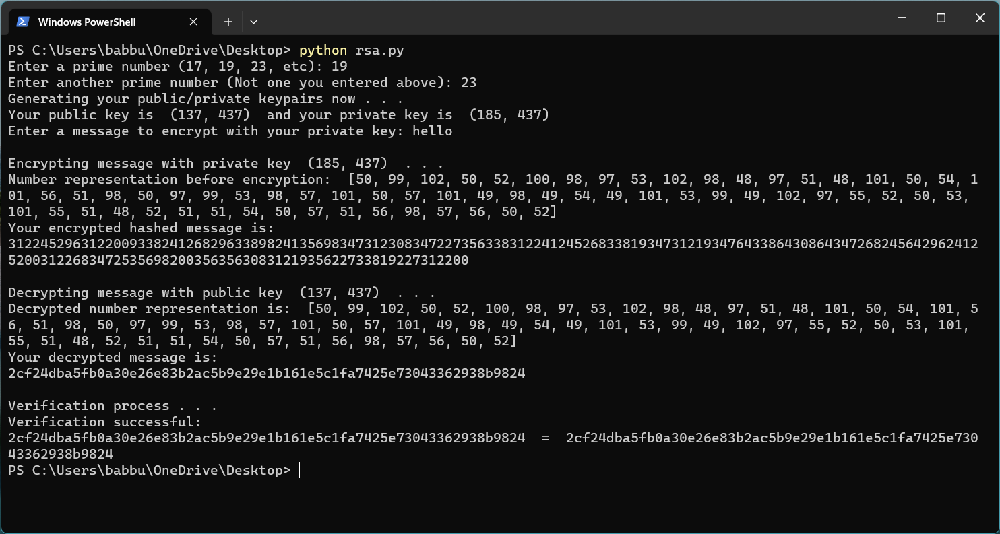 Windows PowerShell
PS C:\Users\babbu\OneDrive\Desktop> python rsa.py
Enter a prime number (17, 19, 23, etc): 19
Enter another prime number (Not one you entered above): 23
Generating your public/private keypairs now . . .
Your public key is  (137, 437)  and your private key is  (185, 437)
Enter a message to encrypt with your private key: hello
Encrypting message with private key  (185, 437)  . . .
Number representation before encryption:  [50, 99, 102, 50, 52, 100, 98, 97, 53, 102, 98, 48, 97, 51, 48, 101, 50, 54, 1
01, 56, 51, 98, 50, 97, 99, 53, 98, 57, 101, 50, 57, 101, 49, 98, 49, 54, 49, 101, 53, 99, 49, 102, 97, 55, 52, 50, 53,
101, 55, 51, 48, 52, 51, 51, 54, 50, 57, 51, 56, 98, 57, 56, 50, 52]
Your encrypted hashed message is:
312245296312200933824126829633898241356983473123083472273563383122412452683381934731219347643386430864347268245642962412
520031226834725356982003563563083121935622733819227312200
Decrypting message with public key  (137, 437)  . . .
Decrypted number representation is:  [50, 99, 102, 50, 52, 100, 98, 97, 53, 102, 98, 48, 97, 51, 48, 101, 50, 54, 101, 5
6, 51, 98, 50, 97, 99, 53, 98, 57, 101, 50, 57, 101, 49, 98, 49, 54, 49, 101, 53, 99, 49, 102, 97, 55, 52, 50, 53, 101,
55, 51, 48, 52, 51, 51, 54, 50, 57, 51, 56, 98, 57, 56, 50, 52]
Your decrypted message is:
2cf24dba5fb0a30e26e83b2ac5b9e29e1b161e5c1fa7425e73043362938b9824
Verification process . . .
Verification successful:
2cf24dba5fb0a30e26e83b2ac5b9e29e1b161e5c1fa7425e73043362938b9824  =  2cf24dba5fb0a30e26e83b2ac5b9e29e1b161e5c1fa7425e730
43362938b9824
PS C:\Users\babbu\OneDrive\Desktop>